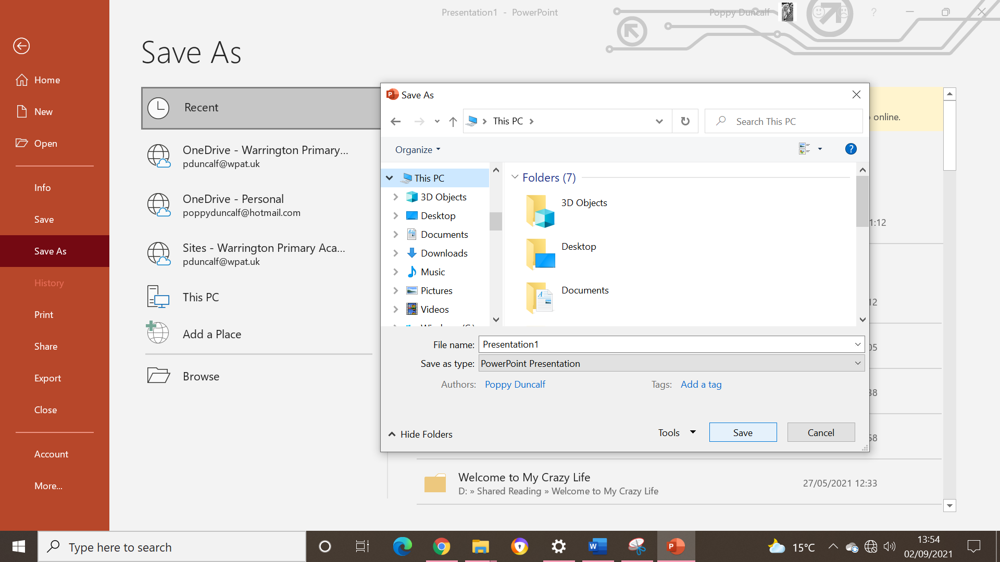 Presentation1 - PowerPoint
Poppy Duncalf
?
Save As
Home
New
Open
Info
Save
Save As
History
Print
Share
Export
Close
Account
More...
Recent
OneDrive - Warrington Primary...
pduncalf@wpat.uk
OneDrive - Personal
poppyduncalf@hotmail.com
Sites - Warrington Primary Aca...
pduncalf@wpat.uk
This PC
Add a Place
Browse
online.
1:12
12
05
38
58
Save As
This PC
Search This PC
Organize
?
This PC
3D Objects
Desktop
Documents
Downloads
Music
Pictures
Videos
Folders (7)
3D Objects
Desktop
Documents
File name: Presentation1
Save as type: PowerPoint Presentation
Authors: Poppy Duncalf Tags: Add a tag
Hide Folders
Tools Save Cancel
Welcome to My Crazy Life
D: » Shared Reading » Welcome to My Crazy Life
27/05/2021 12:33
Type here to search
15°C
13:54
02/09/2021